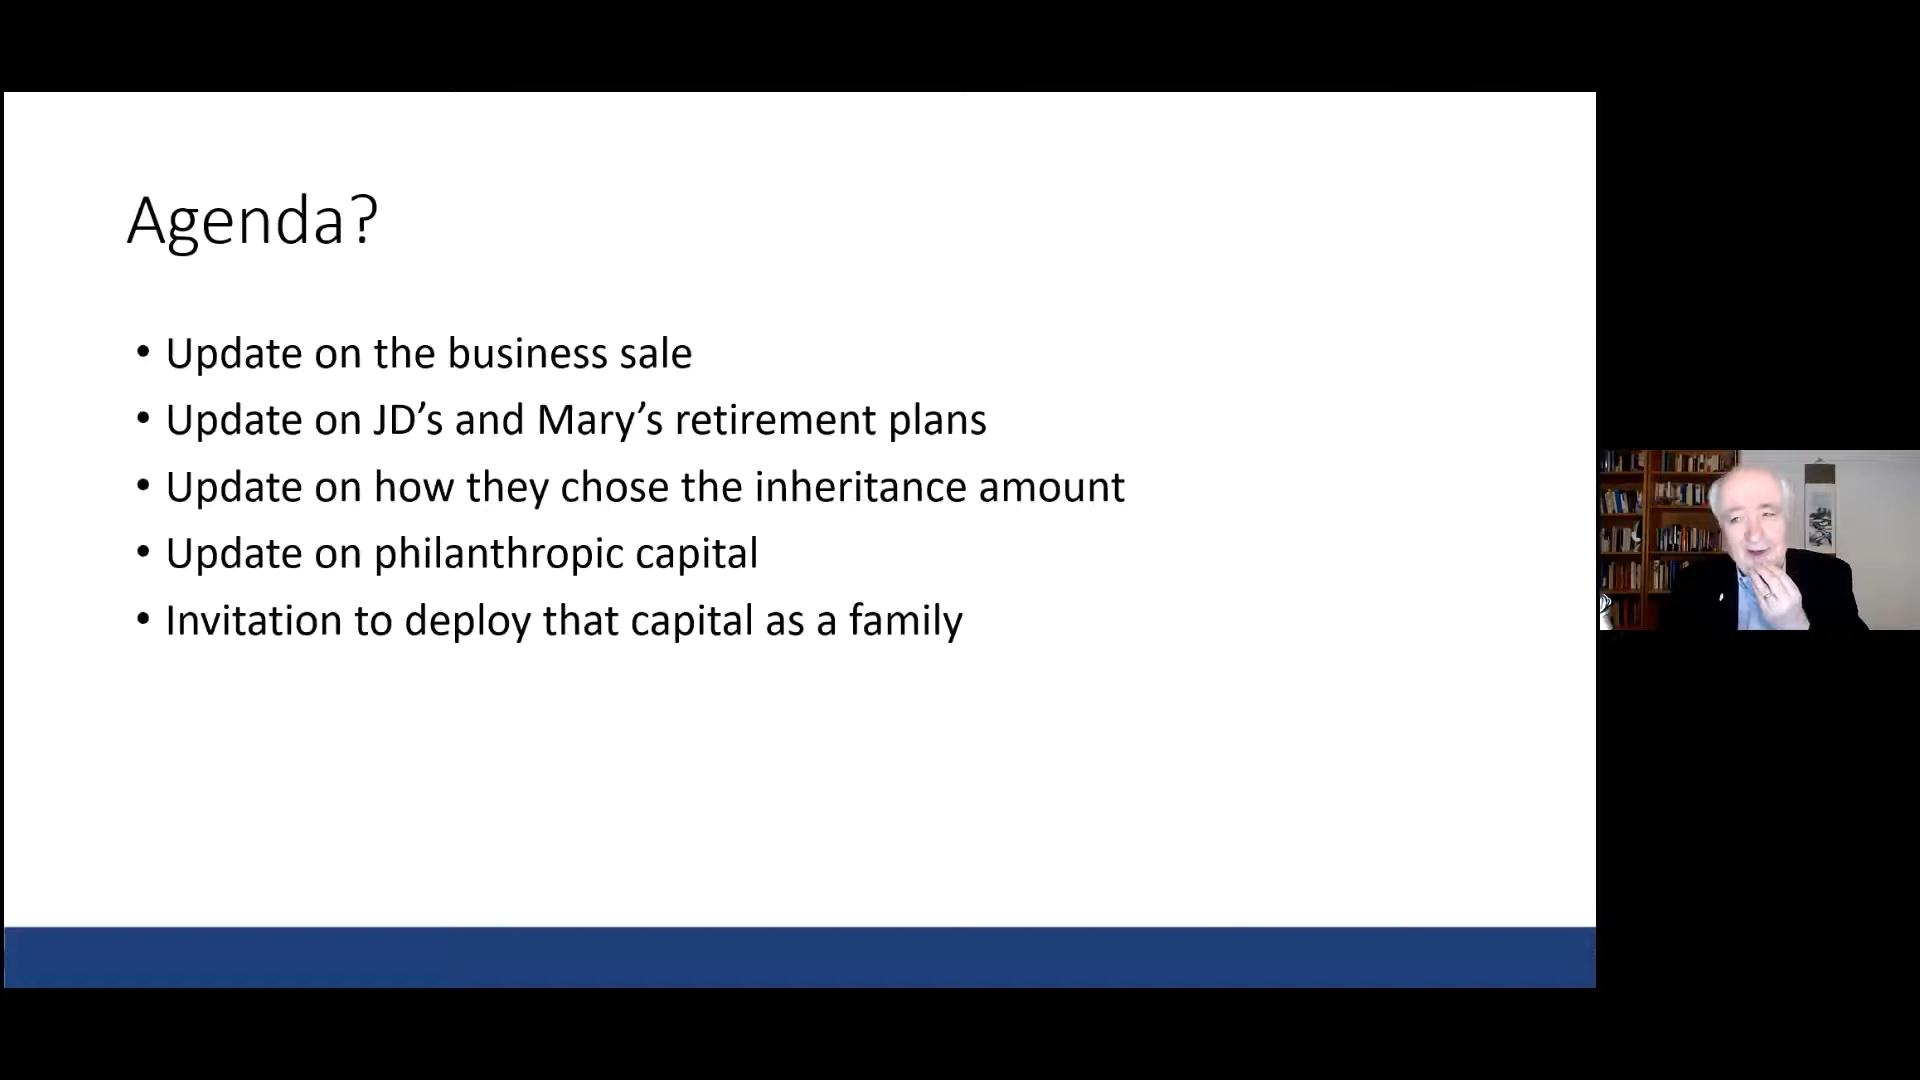 Agenda?
• Update on the business sale
• Update on JD’s and Mary’s retirement plans
• Update on how they chose the inheritance amount
• Update on philanthropic capital
• Invitation to deploy that capital as a family